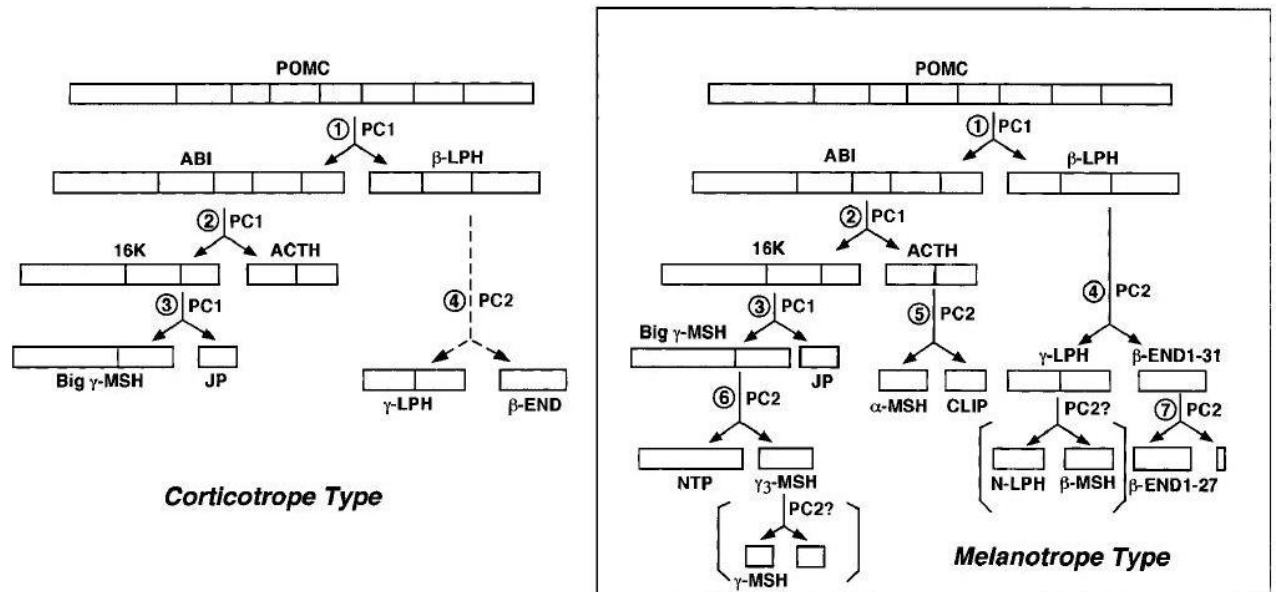 POMC
① PC1
ABI
β-LPH
② PC1
16K
ACTH
③ PC1
④ PC2
Big γ-MSH
JP
γ-LPH
β-END
Corticotrope Type
POMC
① PC1
ABI
β-LPH
② PC1
16K
ACTH
③ PC1
⑤ PC2
④ PC2
Big γ-MSH
JP
γ-LPH
β-END1-31
α-MSH
CLIP
⑥ PC2
PC2?
⑦ PC2
NTP
γ3-MSH
N-LPH
β-MSH
β-END1-27
PC2?
γ-MSH
Melanotrope Type